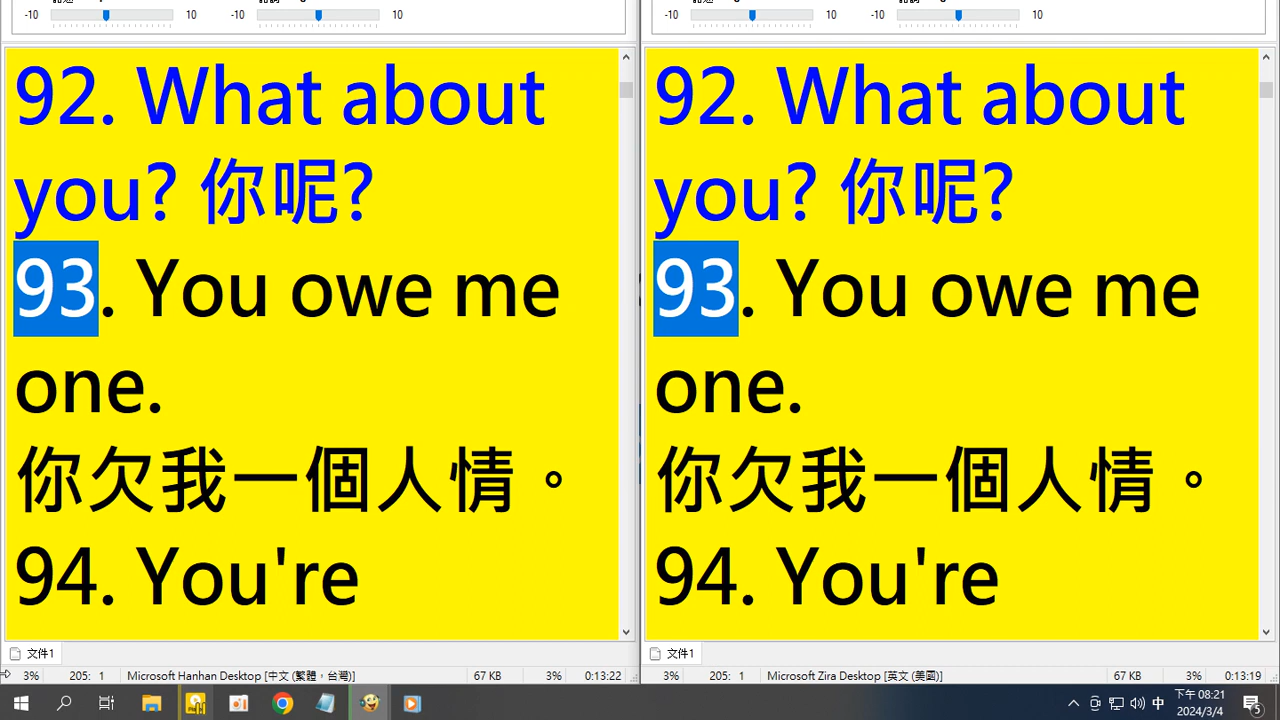 -10 10 -10 10
92. What about
you? 你呢?
93. You owe me
one.
你欠我一個人情。
94. You're
文件1
3% 205: 1 Microsoft Hanhan Desktop [中文 (繁體，台灣)] 67 KB 3% 0:13:22
-10 10 -10 10
92. What about
you? 你呢?
93. You owe me
one.
你欠我一個人情。
94. You're
文件1
3% 205: 1 Microsoft Zira Desktop [英文 (美國)] 67 KB 3% 0:13:19
中
下午 08:21
2024/3/4
5